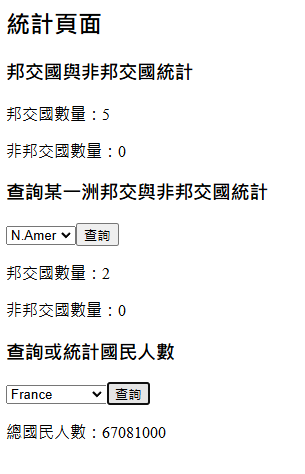 統計頁面
邦交國與非邦交國統計
邦交國數量：5
非邦交國數量：0
查詢某一洲邦交與非邦交國統計
N.Amer 查詢
邦交國數量：2
非邦交國數量：0
查詢或統計國民人數
France 查詢
總國民人數：67081000